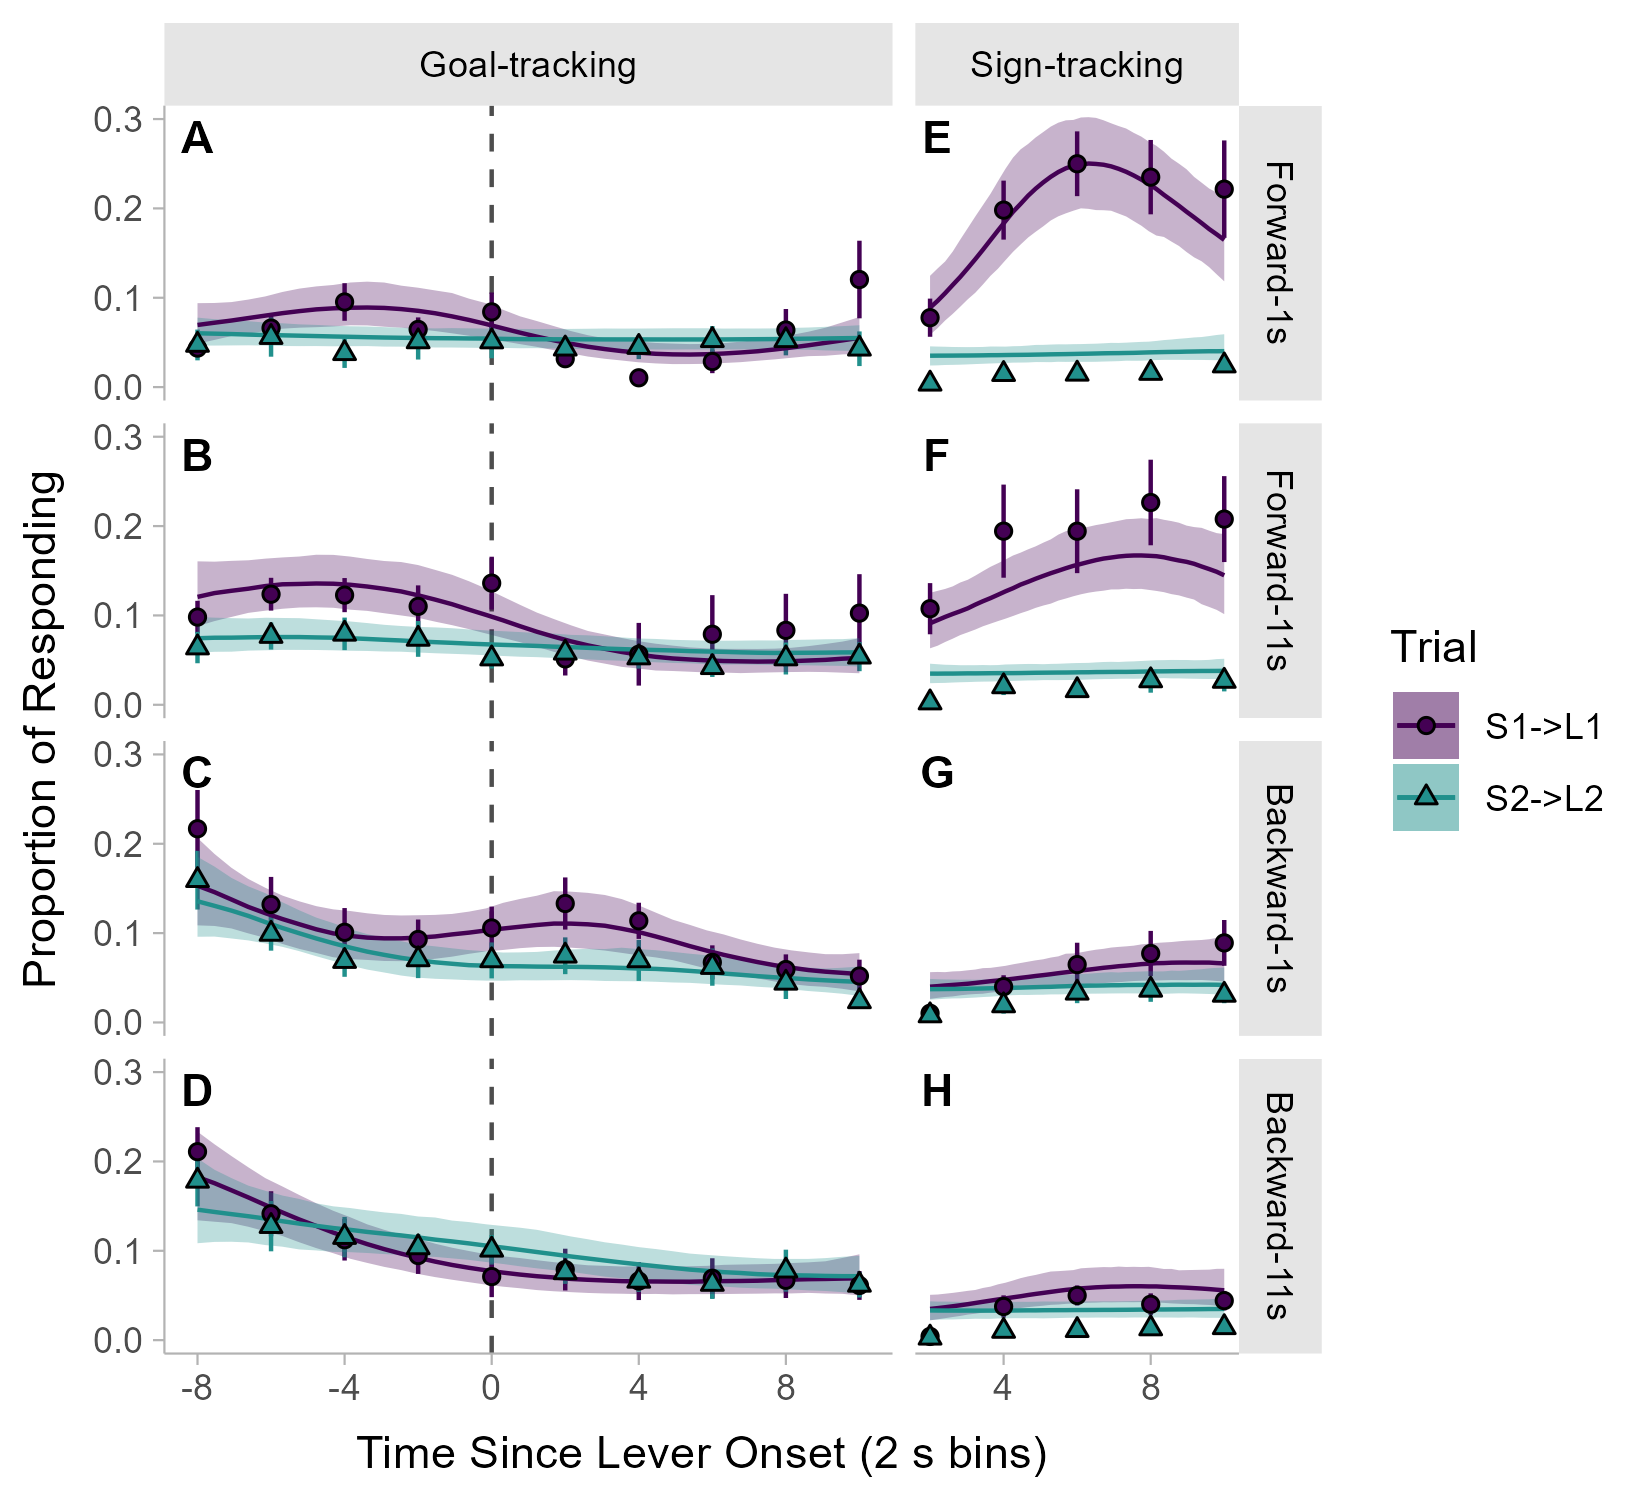 Goal-tracking
Sign-tracking
Proportion of Responding
A
0.3
0.2
0.1
0.0
E
Forward-1s
B
0.3
0.2
0.1
0.0
F
Forward-11s
C
0.3
0.2
0.1
0.0
G
Backward-1s
D
0.3
0.2
0.1
0.0
H
Backward-11s
-8 -4 0 4 8
4 8
Time Since Lever Onset (2 s bins)
Trial
S1->L1
S2->L2